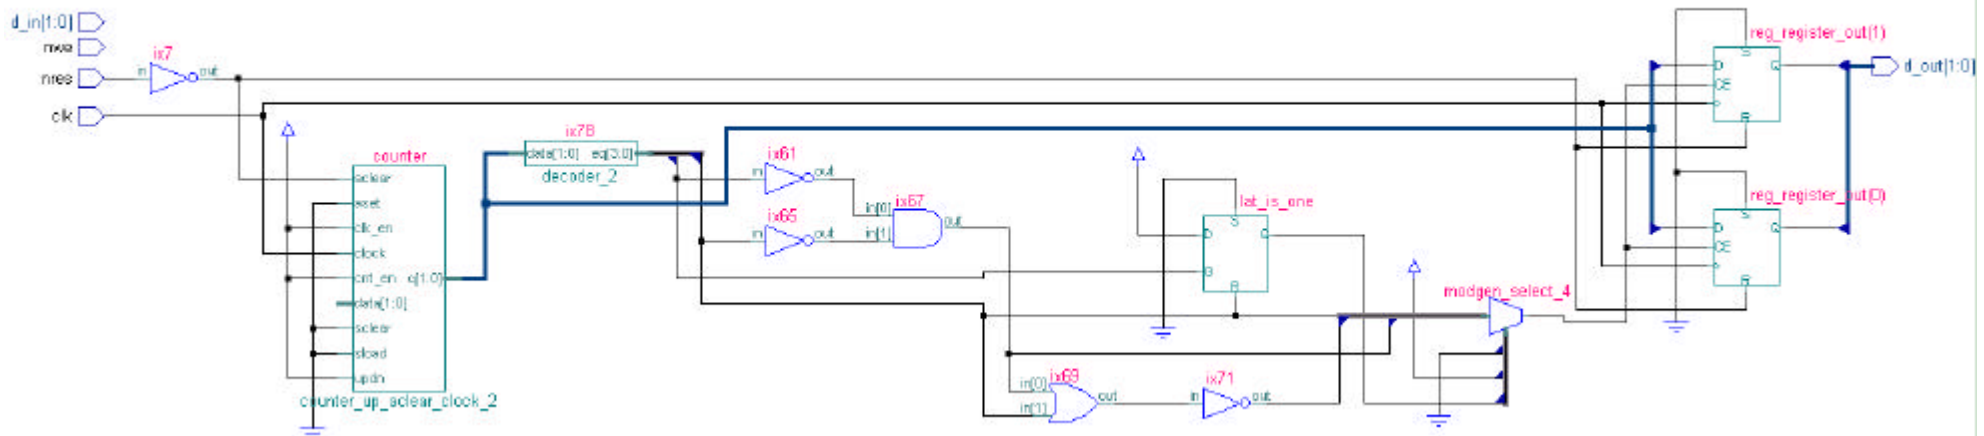 d_in[1:0]
nwe
nres
clk
ix7
in
out
counter
aclear
aset
clk_en
clock
cnt_en q[1:0]
data[1:0]
sclear
sload
updn
counter_up_aclear_clock_2
ix78
data[1:0] eq[3:0]
decoder_2
ix61
in
out
ix65
in
out
ix67
in[0]
in[1]
out
lat_is_one
S
D
Q
G
R
ix69
in[0]
in[1]
out
ix71
in
out
modgen_select_4
reg_register_out(1)
S
D
Q
CE
R
reg_register_out(0)
S
D
Q
CE
R
d_out[1:0]